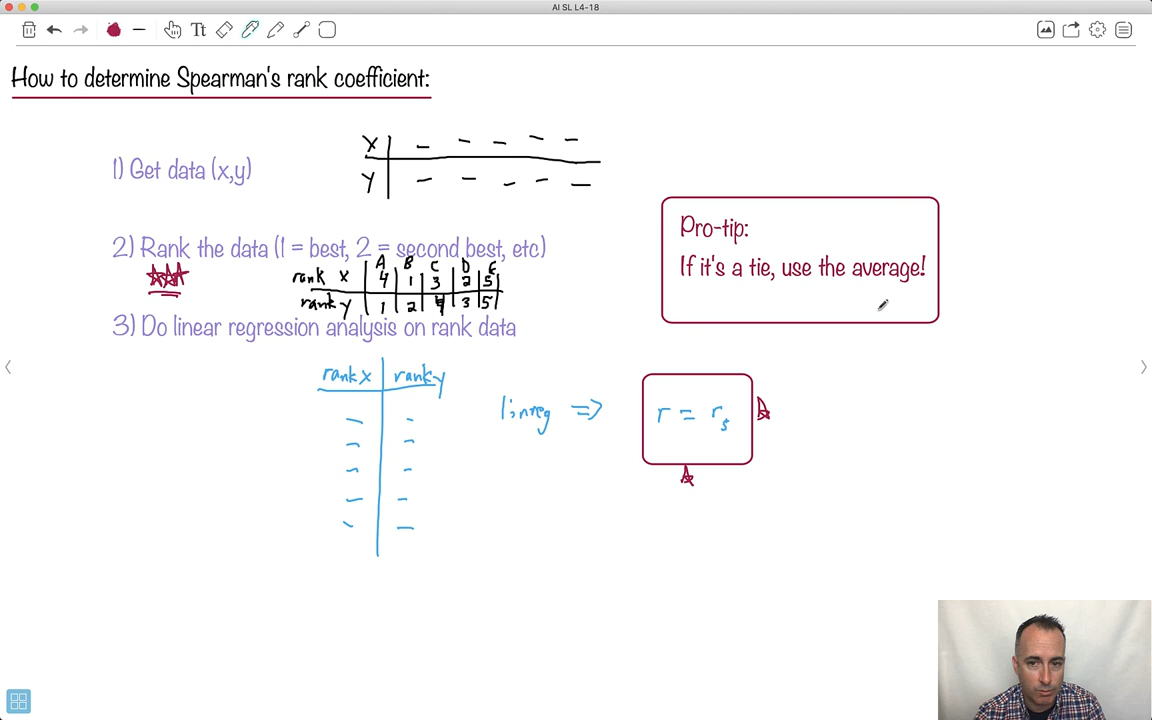 AI SL L4-18
Tt
How to determine Spearman's rank coefficient:
1) Get data (x,y)
X
Y
2) Rank the data (1 = best, 2 = second best, etc)
A B C D E
rank x 4 1 3 2 5
rank y 1 2 4 3 5
3) Do linear regression analysis on rank data
rank x rank y
linreg => r = rs
Pro-tip:
If it's a tie, use the average!